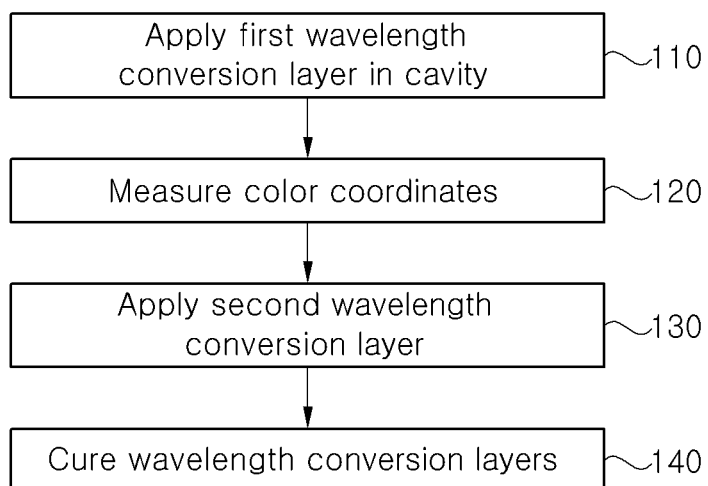 Apply first wavelength
conversion layer in cavity
110
Measure color coordinates
120
Apply second wavelength
conversion layer
130
Cure wavelength conversion layers
140